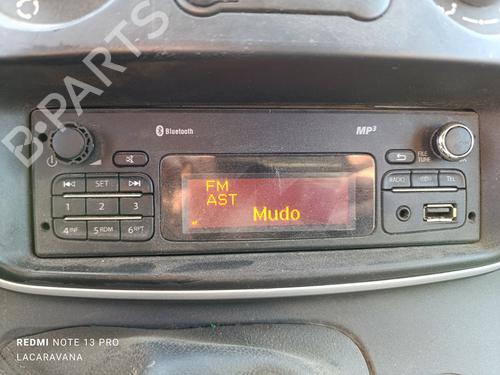 B-PARTS
Bluetooth
MP3
FILE
TUNE
SET
RADIO
TEL
1
2
3
4 INF
5 RDM
6 RPT
FM
AST
Mudo
REDMI NOTE 13 PRO
LACARAVANA